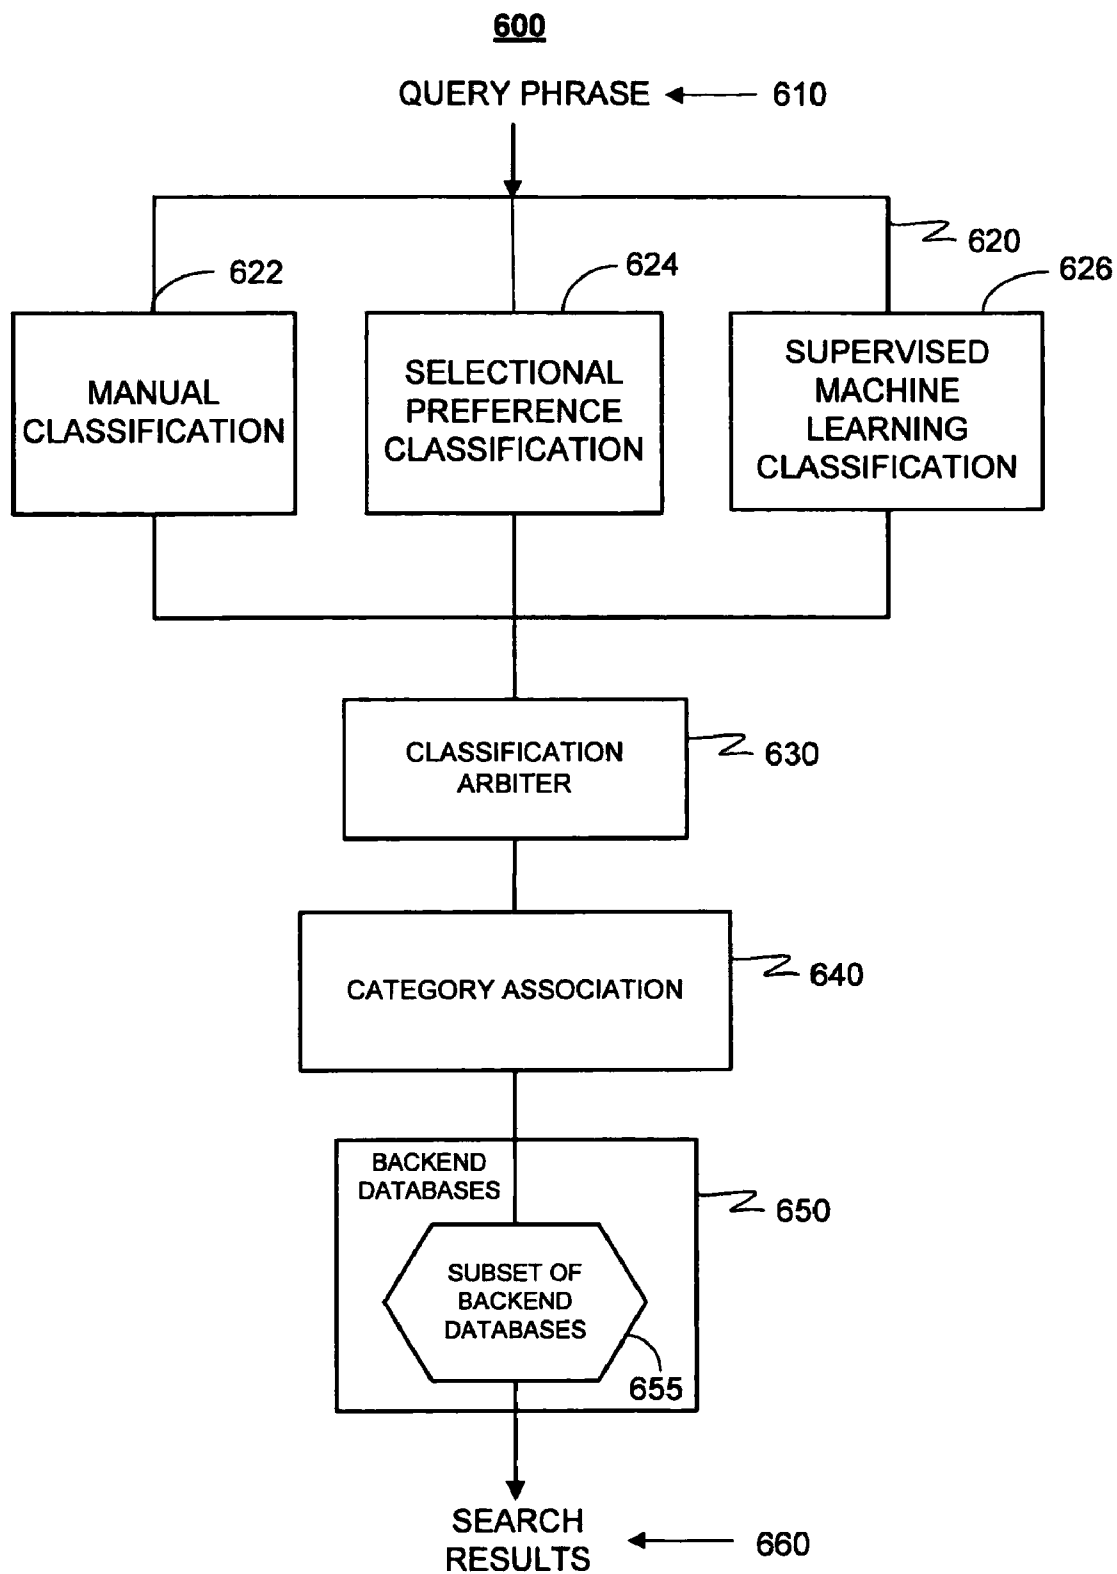 600
QUERY PHRASE
610
620
622
624
626
MANUAL
CLASSIFICATION
SELECTIONAL
PREFERENCE
CLASSIFICATION
SUPERVISED
MACHINE
LEARNING
CLASSIFICATION
CLASSIFICATION
ARBITER
630
CATEGORY ASSOCIATION
640
BACKEND
DATABASES
650
SUBSET OF
BACKEND
DATABASES
655
SEARCH
RESULTS
660